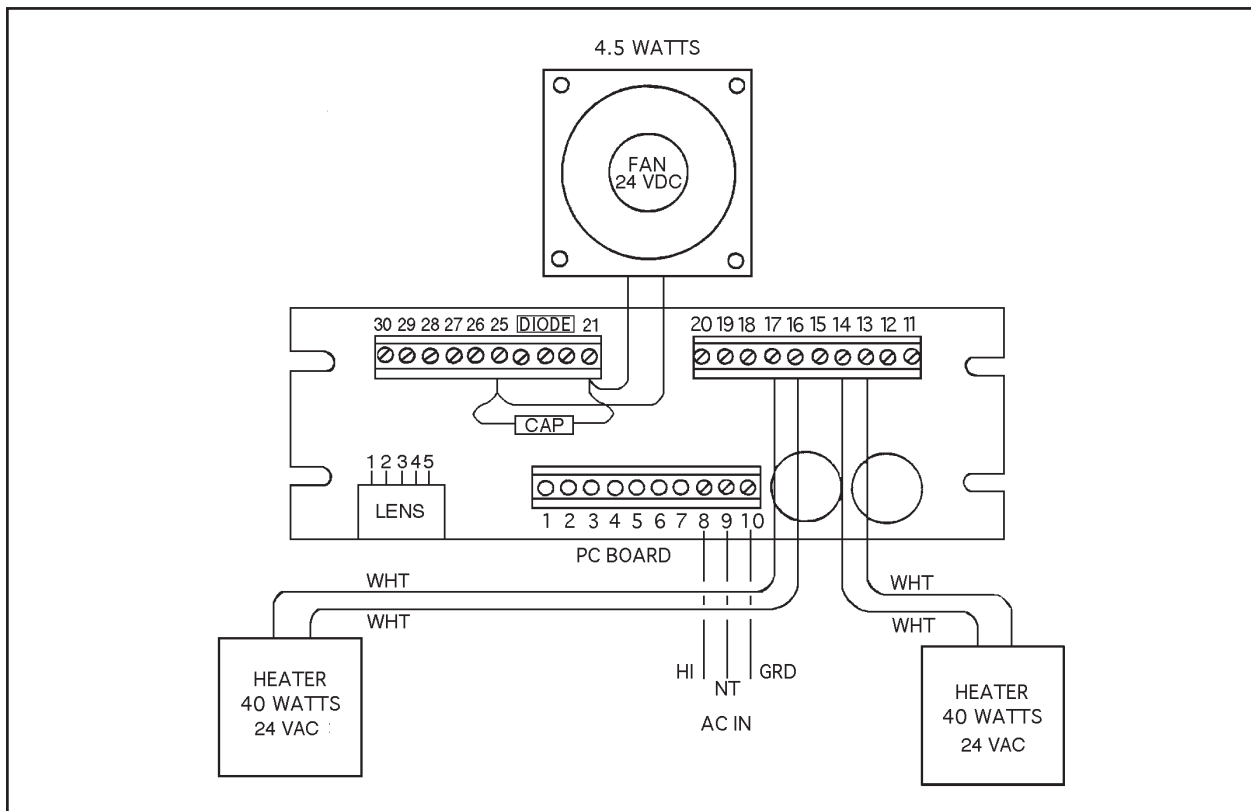 4.5 WATTS
FAN
24 VDC
30 29 28 27 26 25 DIODE 21
20 19 18 17 16 15 14 13 12 11
CAP
1 2 3 4 5
LENS
1 2 3 4 5 6 7 8 9 10
PC BOARD
WHT
WHT
WHT
WHT
HI
NT
GRD
AC IN
HEATER
40 WATTS
24 VAC
HEATER
40 WATTS
24 VAC